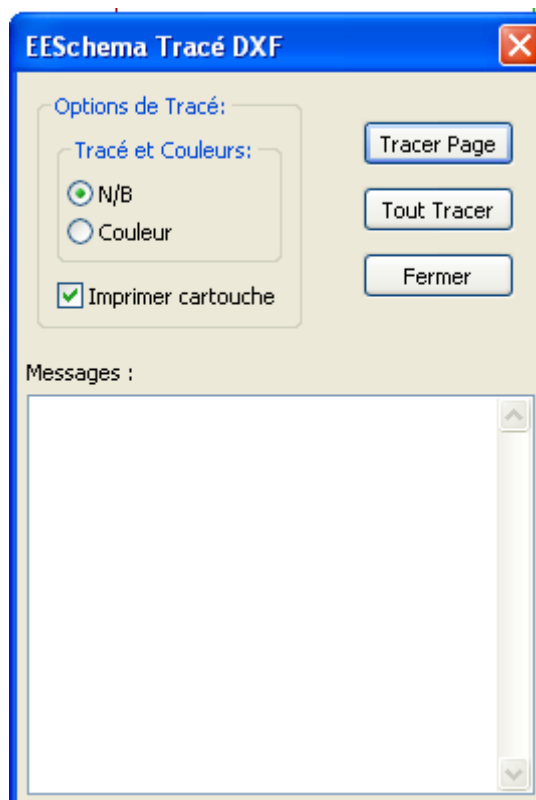 EESchema Tracé DXF
Options de Tracé:
Tracé et Couleurs:
N/B
Couleur
Imprimer cartouche
Tracer Page
Tout Tracer
Fermer
Messages :